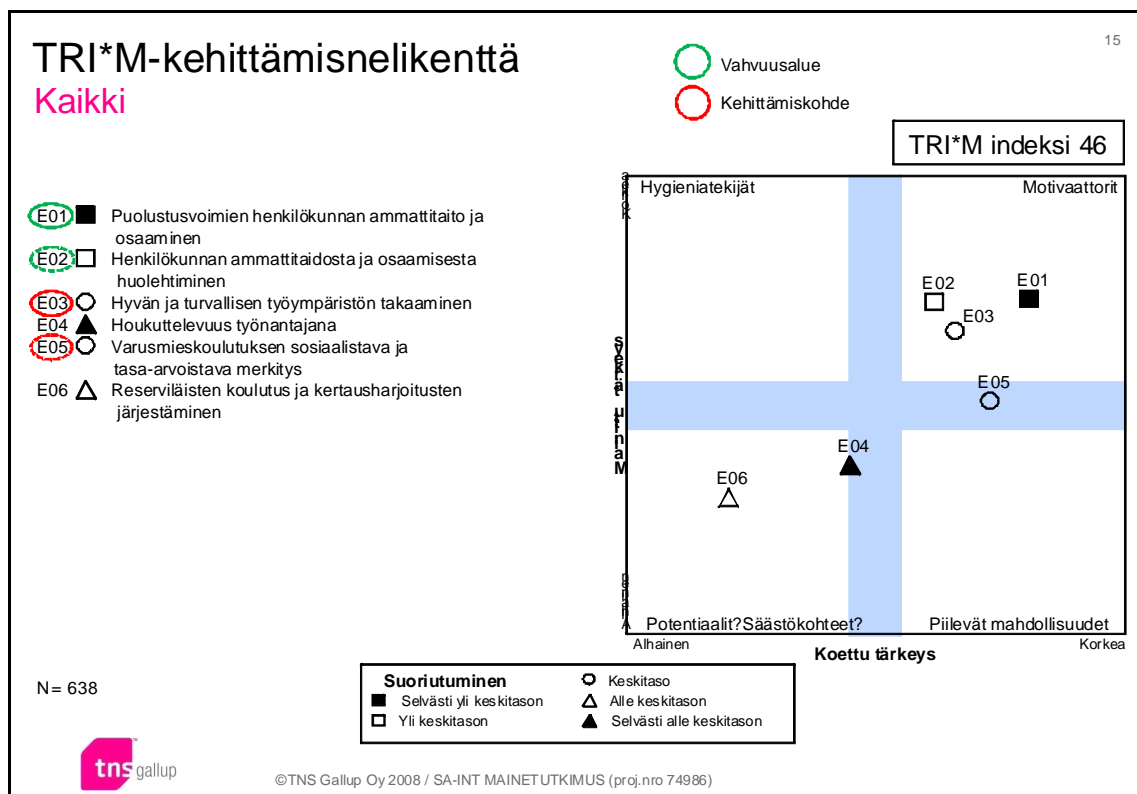 15
TRI*M-kehittämisnelikenttä
Kaikki
Vahvuusalue
Kehittämiskohde
TRI*M indeksi 46
E01 Puolustusvoimien henkilökunnan ammattitaito ja
osaaminen
E02 Henkilökunnan ammattitaidosta ja osaamisesta
huolehtiminen
E03 Hyvän ja turvallisen työympäristön takaaminen
E04 Houkuttelevuus työnantajana
E05 Varusmieskoulutuksen sosiaalistava ja
tasa-arvoistava merkitys
E06 Reserviläisten koulutus ja kertausharjoitusten
järjestäminen
Hygieniatekijät
Motivaattorit
E02
E01
E03
E05
E04
E06
Potentiaalit?Säästökohteet?
Piilevät mahdollisuudet
Alhainen
Korkea
Koettu tärkeys
N= 638
Suoriutuminen
Selvästi yli keskitason
Yli keskitason
Keskitaso
Alle keskitason
Selvästi alle keskitason
tns gallup
©TNS Gallup Oy 2008 / SA-INT MAINETUTKIMUS (proj.nro 74986)